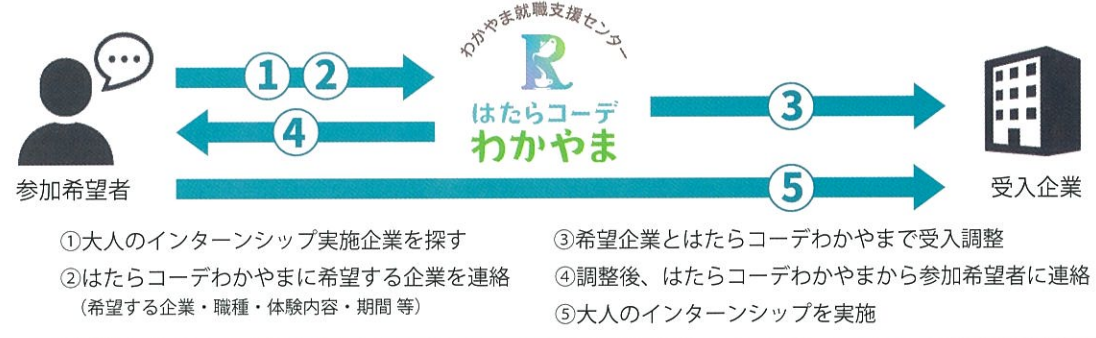 わかやま就職支援センター
R
はたらコーデ
わかやま
① ②
③
④
⑤
参加希望者
受入企業
①大人のインターンシップ実施企業を探す
②はたらコーデわかやまに希望する企業を連絡
（希望する企業・職種・体験内容・期間 等）
③希望企業とはたらコーデわかやまで受入調整
④調整後、はたらコーデわかやまから参加希望者に連絡
⑤大人のインターンシップを実施